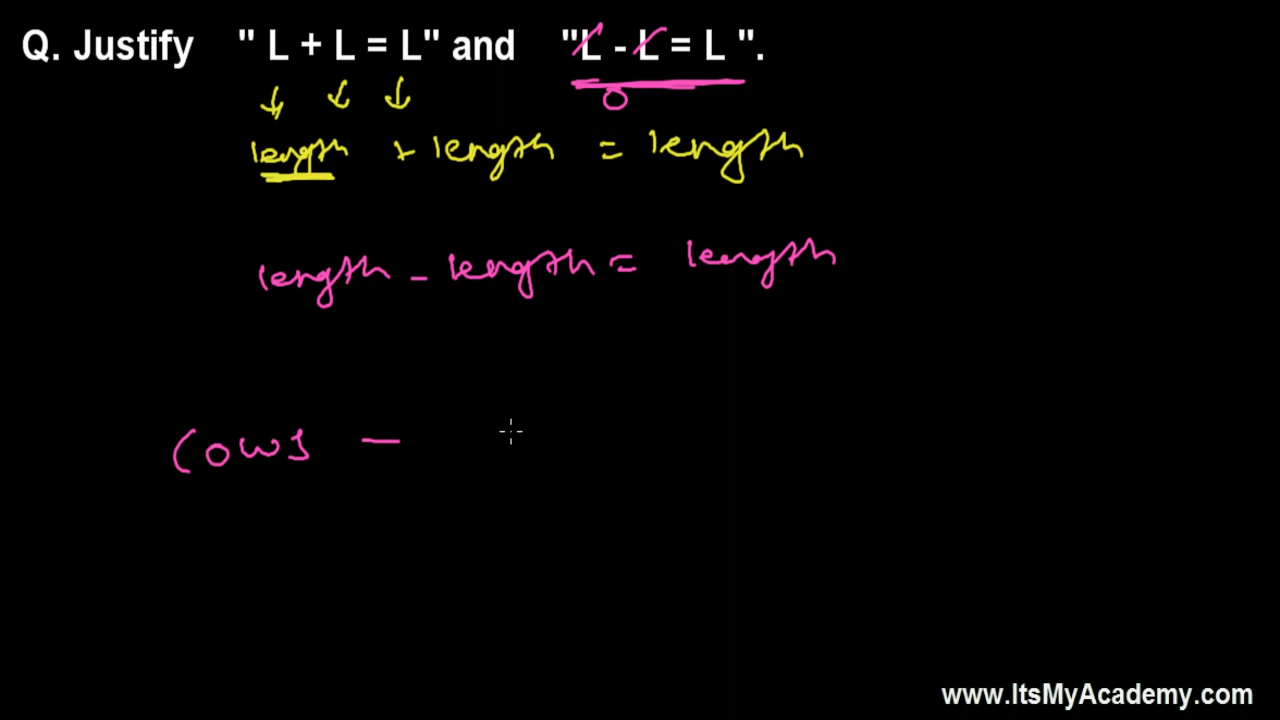 Q. Justify " L + L = L" and "L - L = L ".
0
length + length = length
length - length = length
Cows -
www.ItsMyAcademy.com